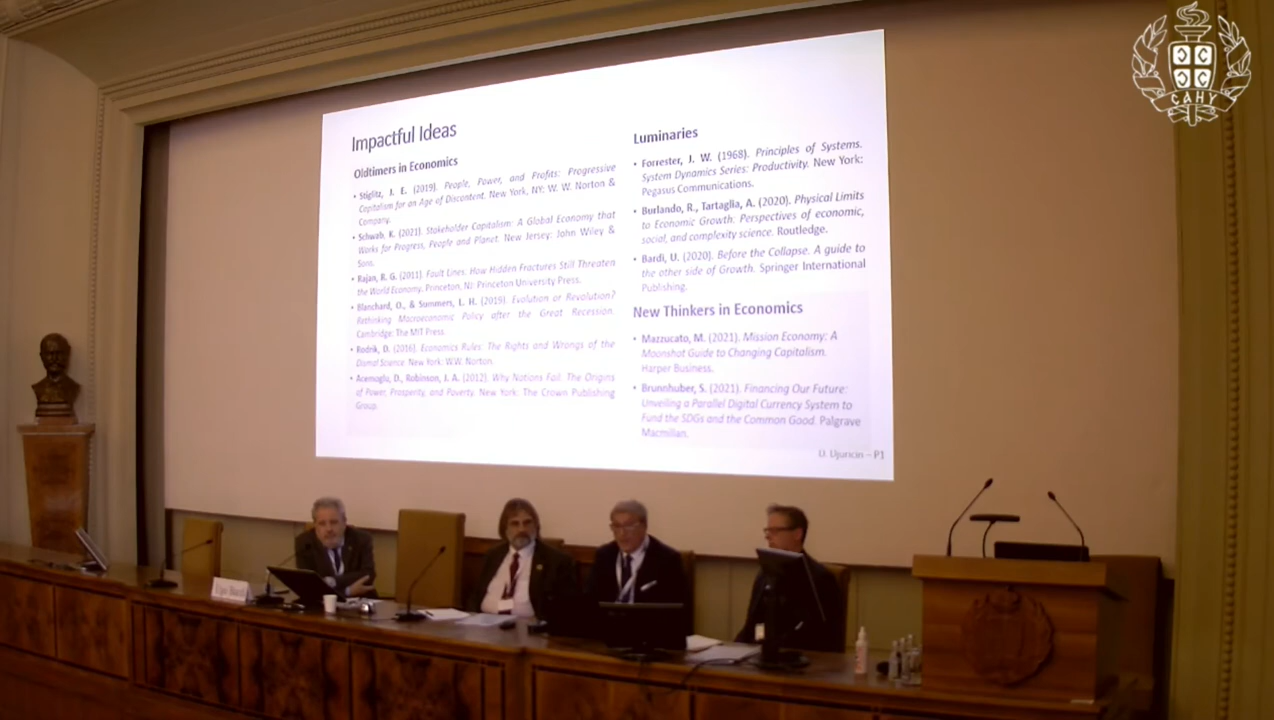 Impactful Ideas
Oldtimers in Economics
• Stiglitz, J. E. (2019). People, Power, and Profits: Progressive
Capitalism for an Age of Discontent. New York, NY: W. W. Norton &
Company.
• Schwab, K. (2021). Stakeholder Capitalism: A Global Economy that
Works for Progress, People and Planet. New Jersey: John Wiley &
Sons.
• Rajan, R. G. (2011). Fault Lines. How Hidden Fractures Still Threaten
the World Economy. Princeton, NJ: Princeton University Press.
• Blanchard, O., & Summers, L. H. (2019). Evolution or Revolution?
Rethinking Macroeconomic Policy after the Great Recession.
Cambridge: The MIT Press.
• Rodrik, D. (2016). Economics Rules: The Rights and Wrongs of the
Dismal Science. New York: W.W. Norton.
• Acemoglu, D., Robinson, J. A. (2012). Why Nations Fail: The Origins
of Power, Prosperity, and Poverty. New York: The Crown Publishing
Group.
Luminaries
• Forrester, J. W. (1968). Principles of Systems.
System Dynamics Series: Productivity. New York:
Pegasus Communications.
• Burlando, R., Tartaglia, A. (2020). Physical Limits
to Economic Growth: Perspectives of economic,
social, and complexity science. Routledge.
• Bardi, U. (2020). Before the Collapse. A guide to
the other side of Growth. Springer International
Publishing.
New Thinkers in Economics
• Mazzucato, M. (2021). Mission Economy: A
Moonshot Guide to Changing Capitalism.
Harper Business.
• Brunnhuber, S. (2021). Financing Our Future:
Unveiling a Parallel Digital Currency System to
Fund the SDGs and the Common Good. Palgrave
Macmillan.
D. Djuricin – P1
Ugo Bardi
САНУ